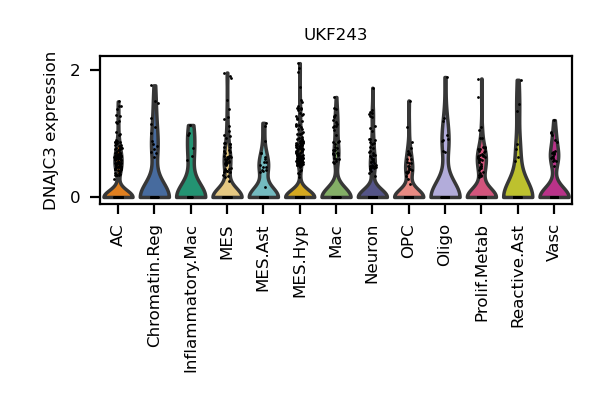 UKF243
DNAJC3 expression
2
0
AC
Chromatin.Reg
Inflammatory.Mac
MES
MES.Ast
MES.Hyp
Mac
Neuron
OPC
Oligo
Prolif.Metab
Reactive.Ast
Vasc